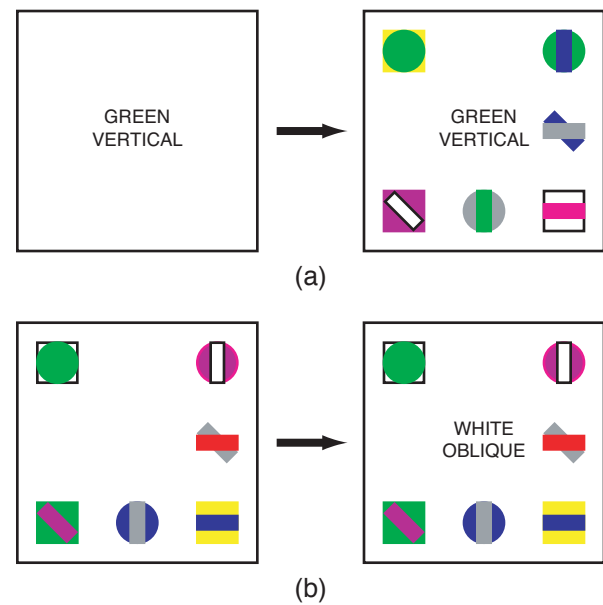 GREEN
VERTICAL
GREEN
VERTICAL
(a)
WHITE
OBLIQUE
(b)